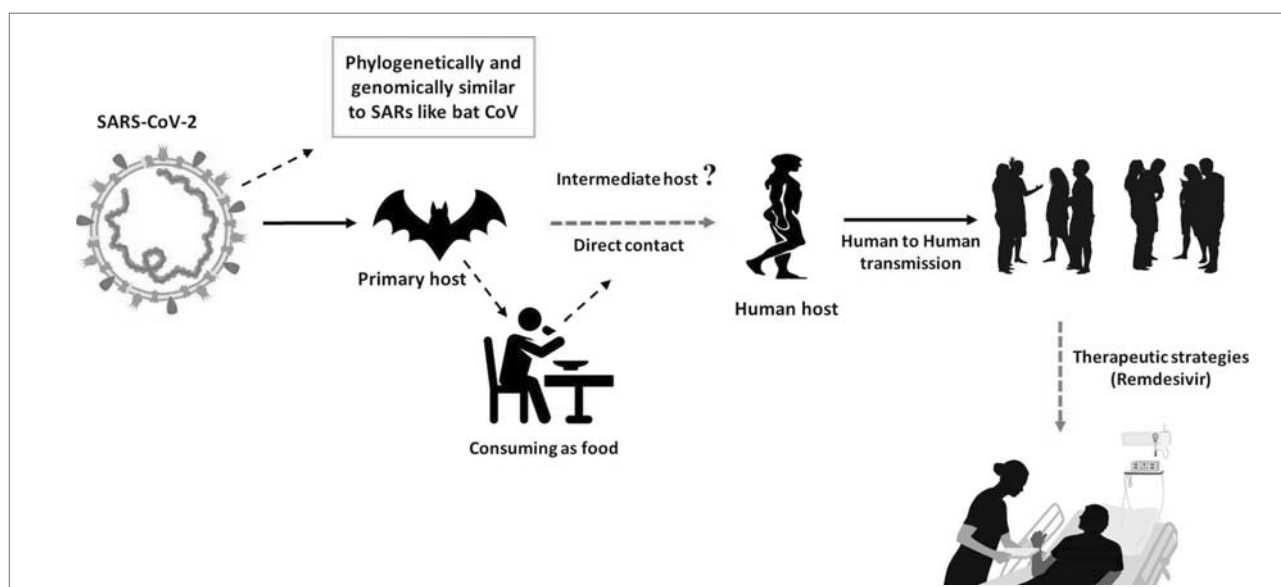 Phylogenetically and
genomically similar
to SARs like bat CoV
SARS-CoV-2
Intermediate host ?
Direct contact
Primary host
Human host
Human to Human
transmission
Consuming as food
Therapeutic strategies
(Remdesivir)